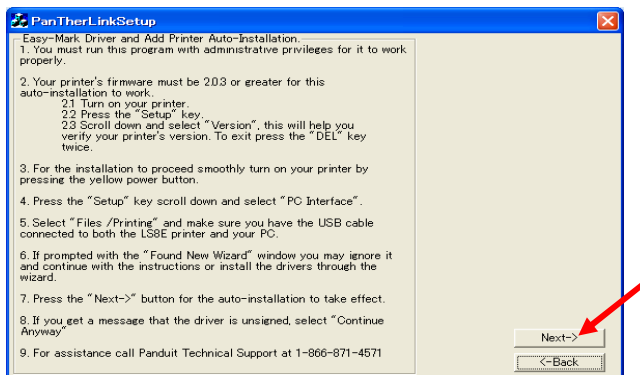 PanTherLinkSetup
Easy-Mark Driver and Add Printer Auto-Installation.
1. You must run this program with administrative privileges for it to work
properly.
2. Your printer's firmware must be 2.0.3 or greater for this
auto-installation to work.
2.1 Turn on your printer.
2.2 Press the "Setup" key.
2.3 Scroll down and select "Version", this will help you
verify your printer's version. To exit press the "DEL" key
twice.
3. For the installation to proceed smoothly turn on your printer by
pressing the yellow power button.
4. Press the "Setup" key scroll down and select "PC Interface".
5. Select "Files /Printing" and make sure you have the USB cable
connected to both the LS8E printer and your PC.
6. If prompted with the "Found New Wizard" window you may ignore it
and continue with the instructions or install the drivers through the
wizard.
7. Press the "Next->" button for the auto-installation to take effect.
8. If you get a message that the driver is unsigned, select "Continue
Anyway"
9. For assistance call Panduit Technical Support at 1-866-871-4571
Next->
<-Back